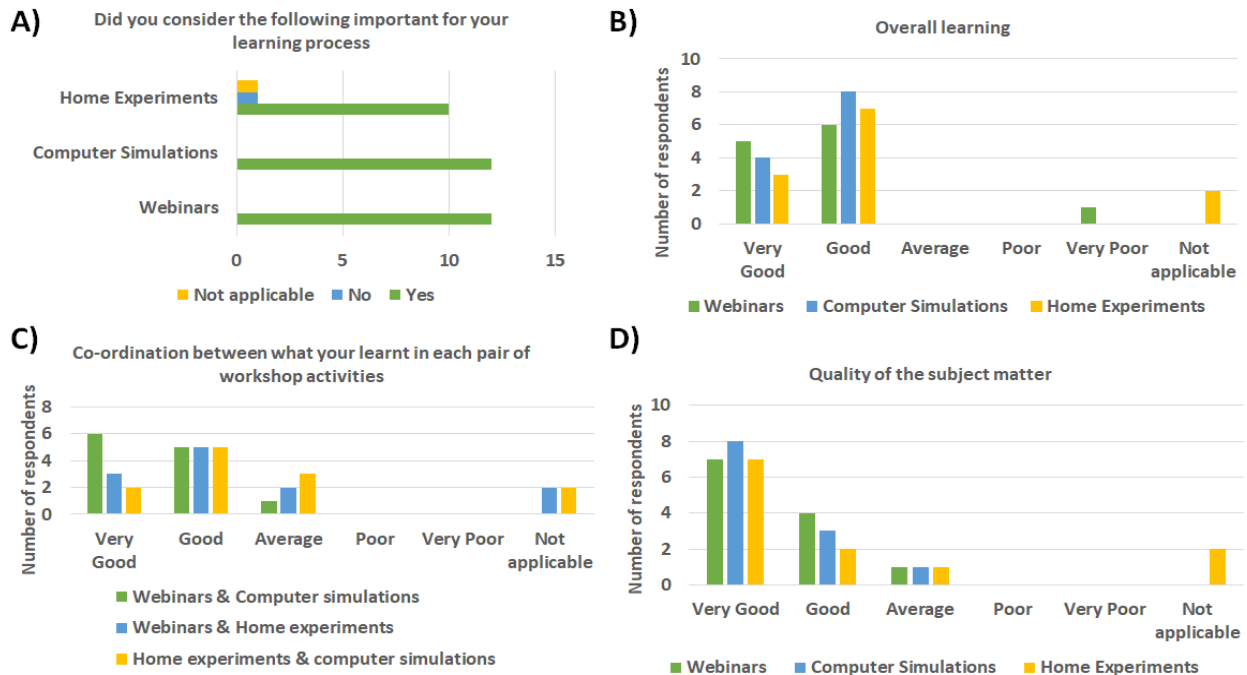 A)
Did you consider the following important for your
learning process
Home Experiments
Computer Simulations
Webinars
0 5 10 15
Not applicable No Yes
B)
Overall learning
Number of respondents
10
8
6
4
2
0
Very Good Average Poor Very Poor Not
Good applicable
Webinars Computer Simulations Home Experiments
C)
Co-ordination between what your learnt in each pair of
workshop activities
Number of respondents
8
6
4
2
0
Very Good Average Poor Very Poor Not
Good applicable
Webinars & Computer simulations
Webinars & Home experiments
Home experiments & computer simulations
D)
Quality of the subject matter
Number of respondents
10
8
6
4
2
0
Very Good Good Average Poor Very Poor Not
applicable
Webinars Computer Simulations Home Experiments